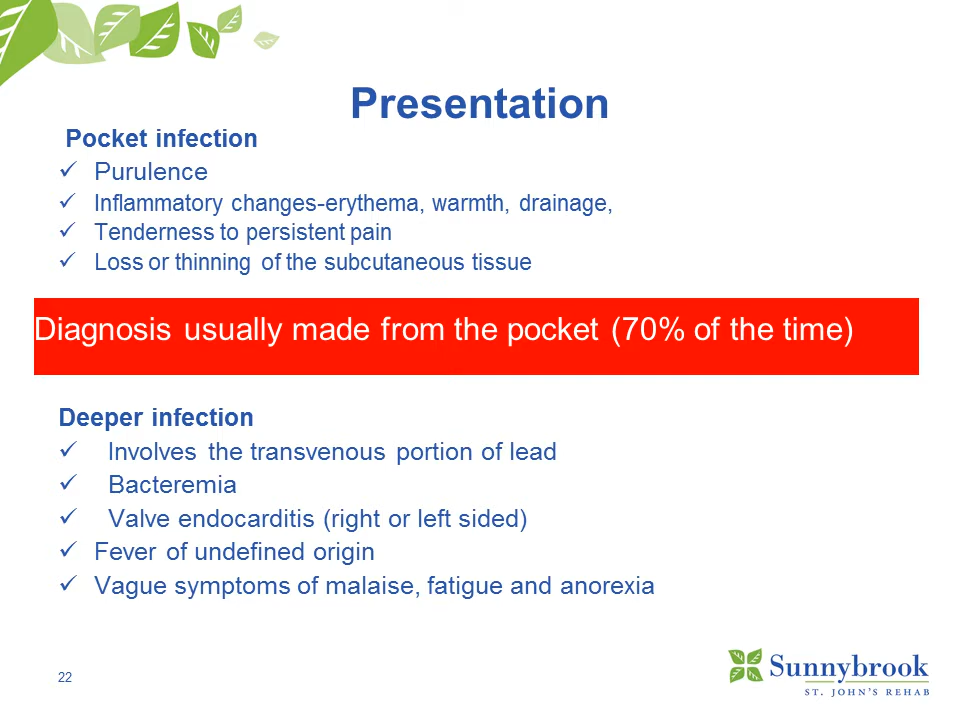 Presentation
Pocket infection
✓ Purulence
✓ Inflammatory changes-erythema, warmth, drainage,
✓ Tenderness to persistent pain
✓ Loss or thinning of the subcutaneous tissue
Diagnosis usually made from the pocket (70% of the time)
Deeper infection
✓ Involves the transvenous portion of lead
✓ Bacteremia
✓ Valve endocarditis (right or left sided)
✓ Fever of undefined origin
✓ Vague symptoms of malaise, fatigue and anorexia
22
Sunnybrook
ST. JOHN'S REHAB